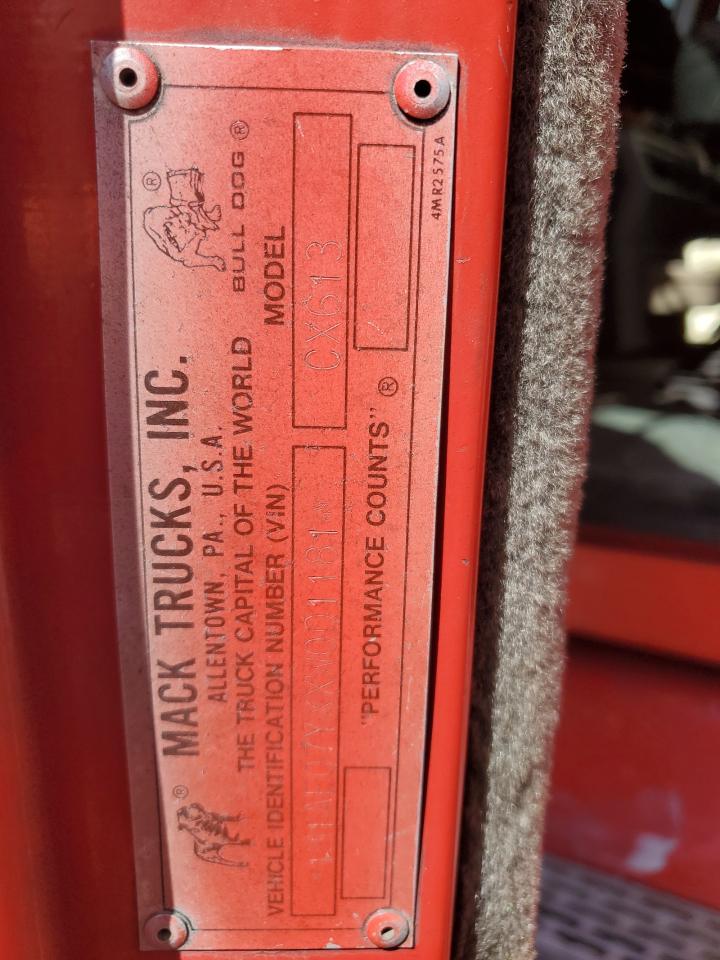 MACK TRUCKS, INC.
ALLENTOWN, PA., U.S.A.
THE TRUCK CAPITAL OF THE WORLD
BULL DOG ®
VEHICLE IDENTIFICATION NUMBER (VIN)
MODEL
CX613
"PERFORMANCE COUNTS" ®
4MR2575A